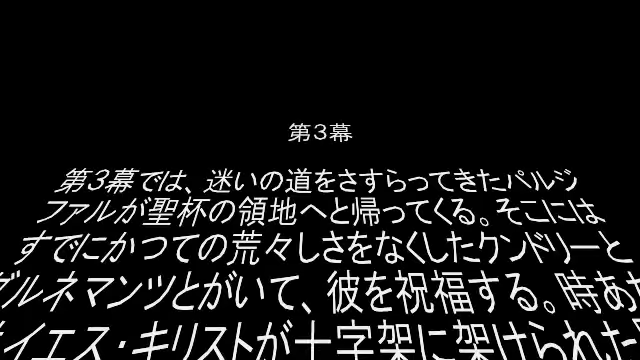 第3幕
第3幕では、迷いの道をさすらってきたパルジ
ファルが聖杯の領地へと帰ってくる。そこには
すでにかつての荒々しさをなくしたクンドリーと
グルネマンツとがいて、彼を祝福する。時あた
イエス・キリストが十字架に架けられた